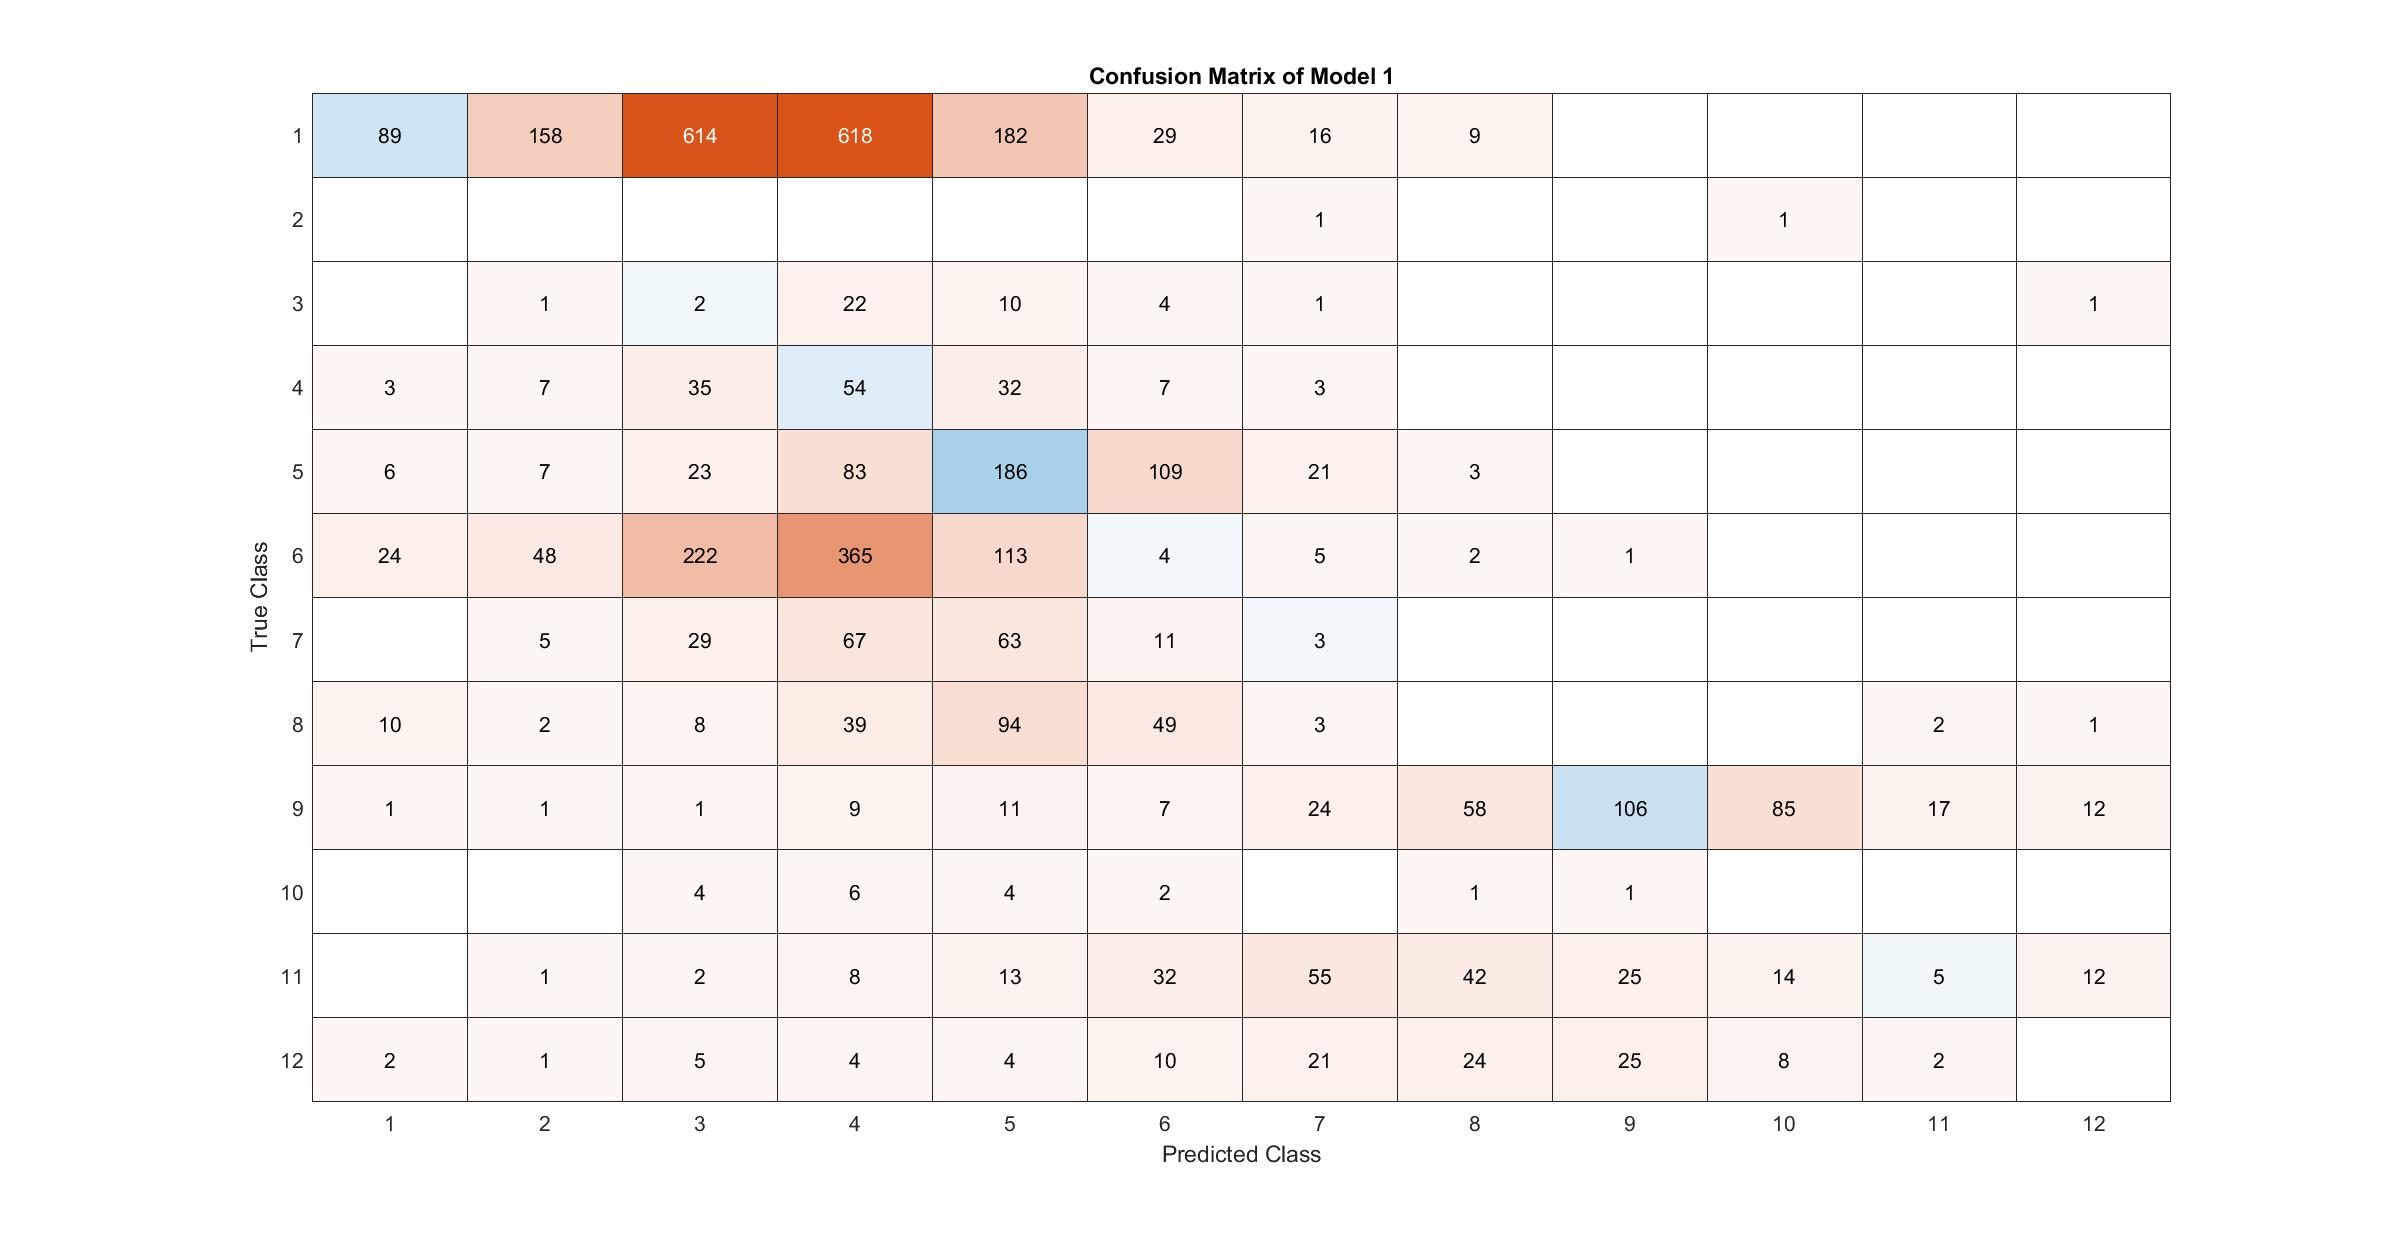 Confusion Matrix of Model 1
1 89 158 614 618 182 29 16 9
2 1 1
3 1 2 22 10 4 1 1
4 3 7 35 54 32 7 3
5 6 7 23 83 186 109 21 3
True Class
6 24 48 222 365 113 4 5 2 1
7 5 29 67 63 11 3
8 10 2 8 39 94 49 3 2 1
9 1 1 1 9 11 7 24 58 106 85 17 12
10 4 6 4 2 1 1
11 1 2 8 13 32 55 42 25 14 5 12
12 2 1 5 4 4 10 21 24 25 8 2
1 2 3 4 5 6 7 8 9 10 11 12
Predicted Class